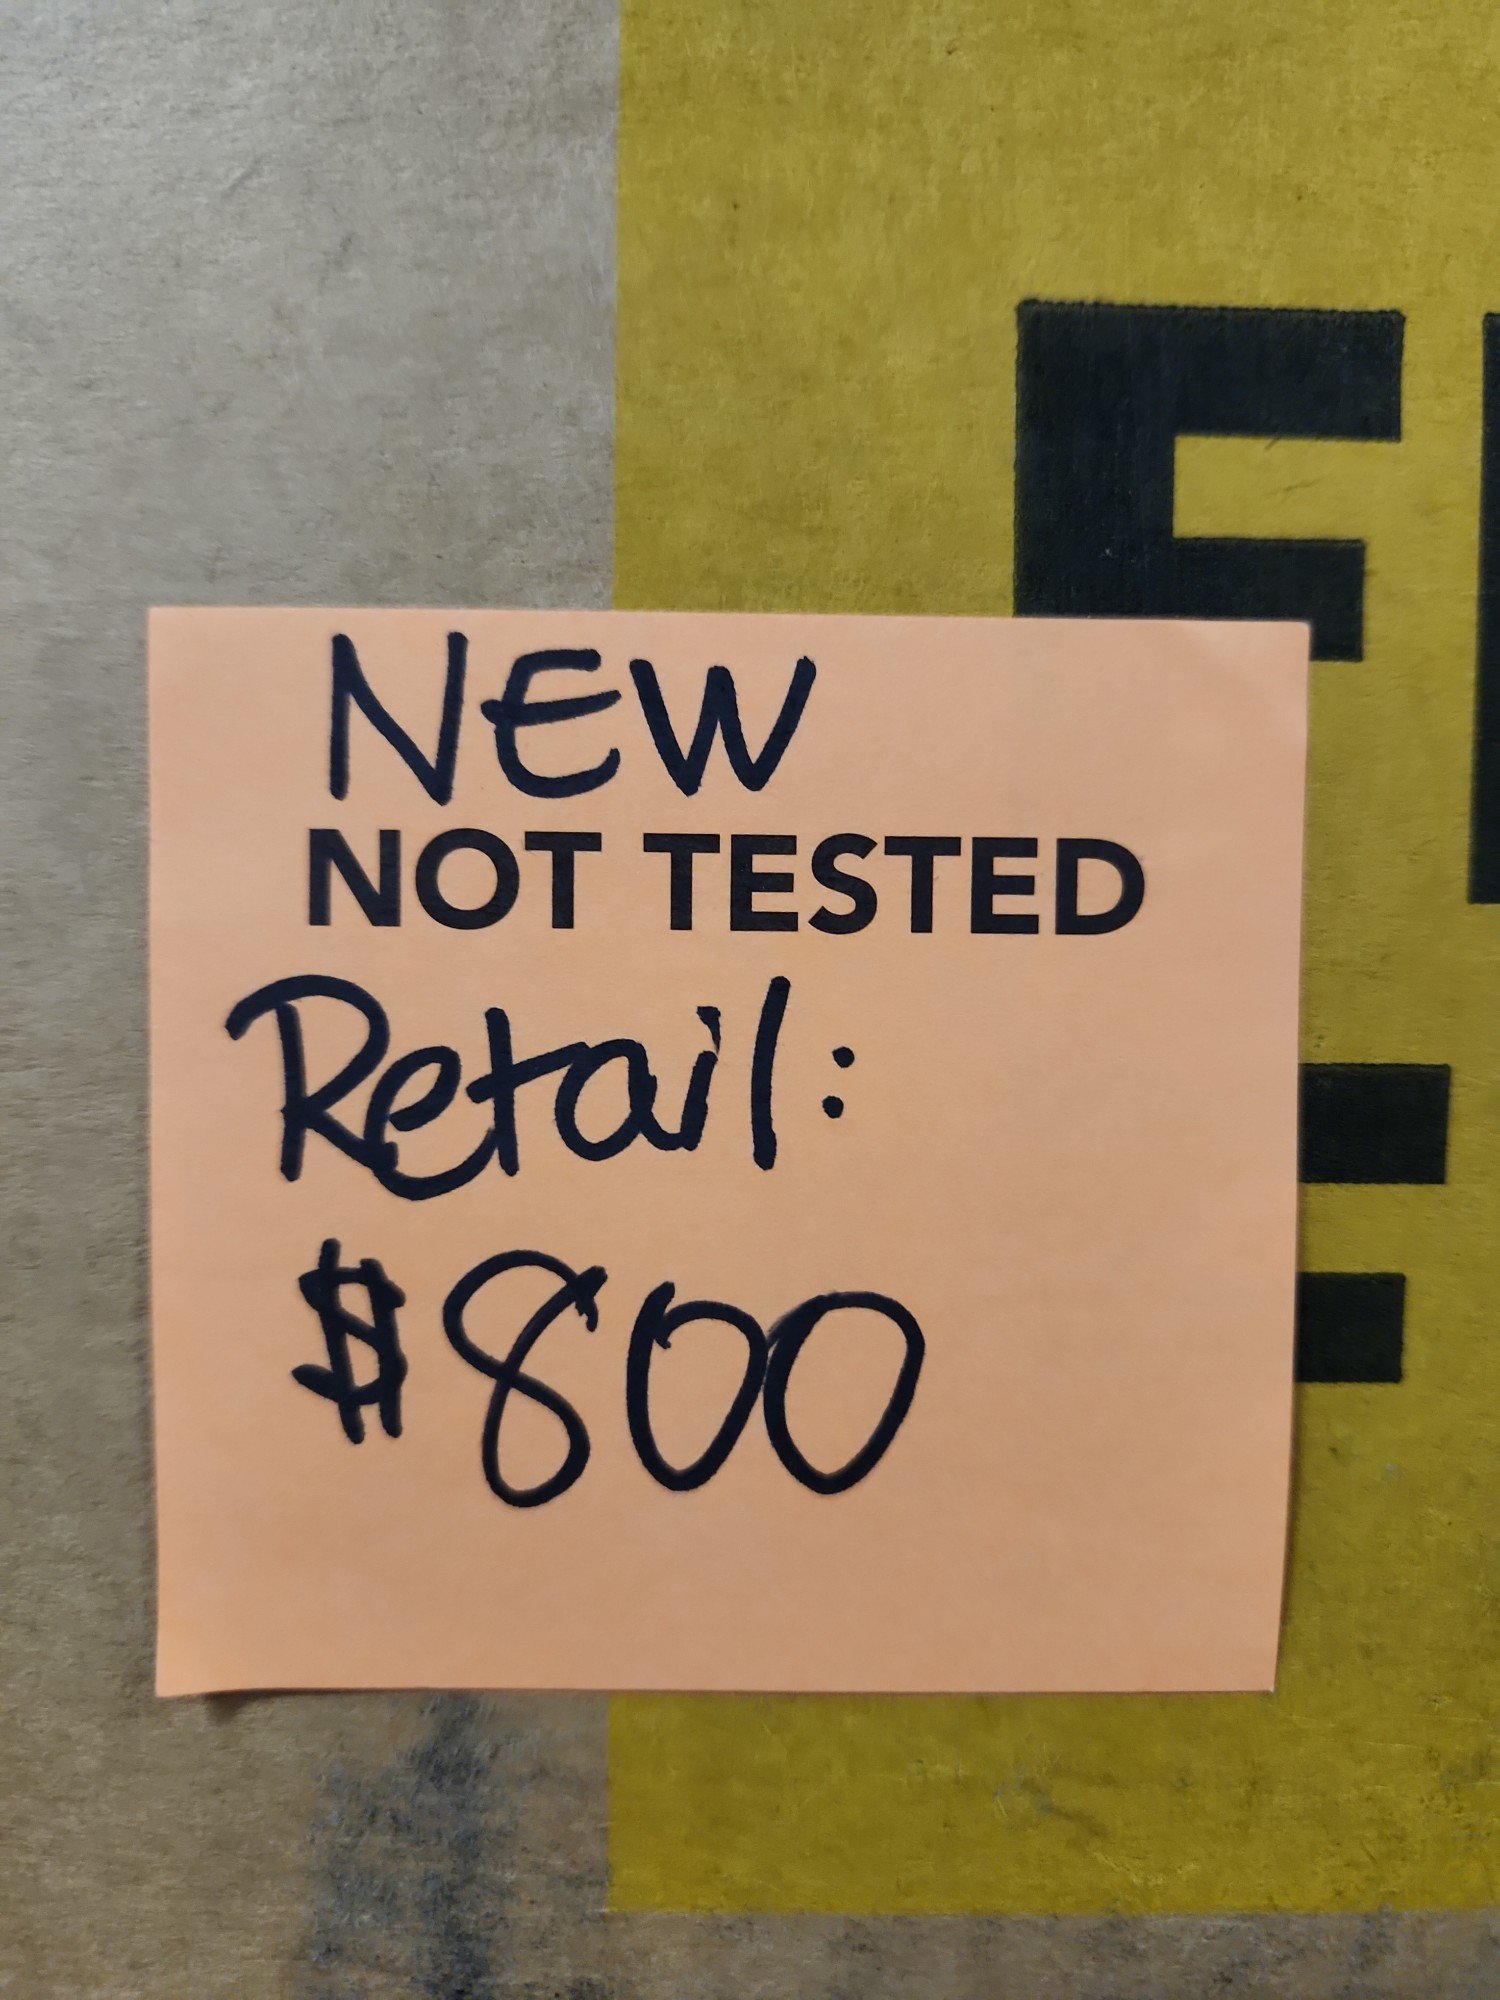 NEW
NOT TESTED
Retail:
$800